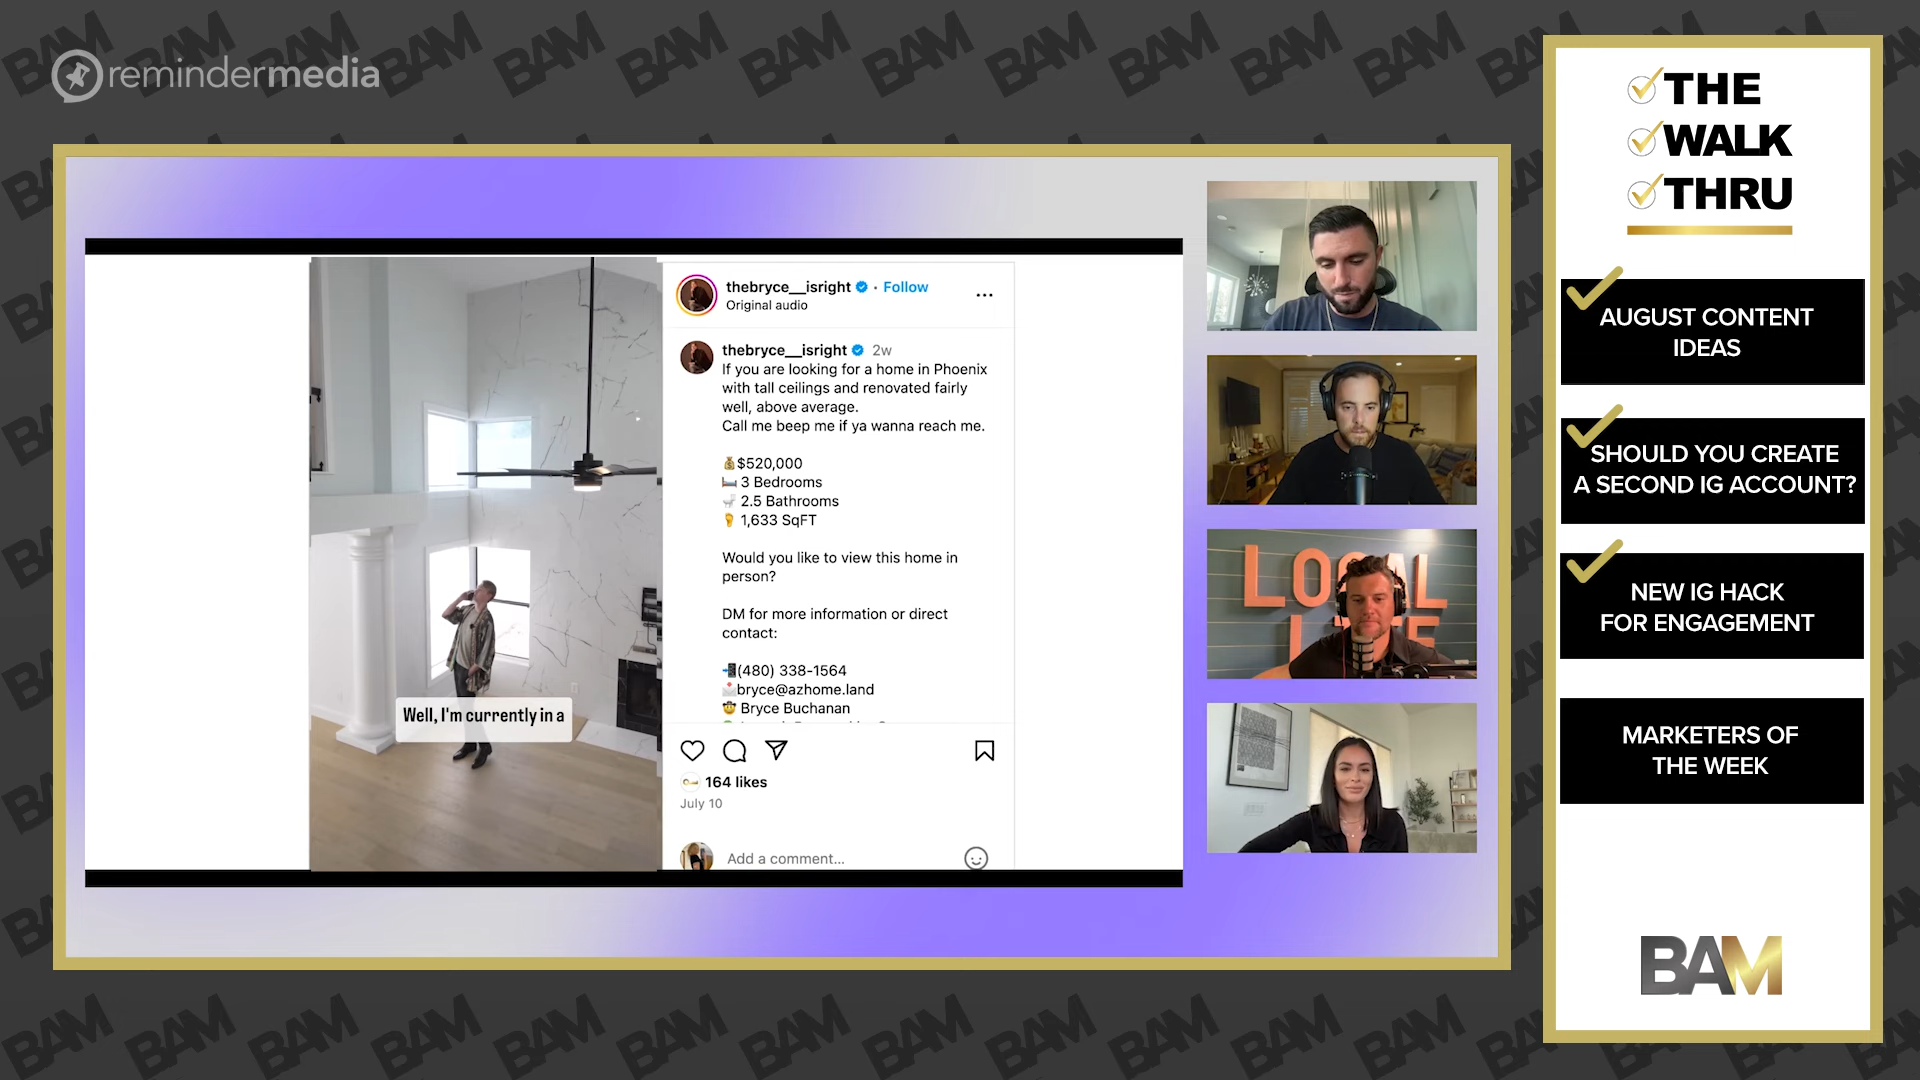 remindermedia
thebryce__isright · Follow
Original audio
thebryce__isright 2w
If you are looking for a home in Phoenix
with tall ceilings and renovated fairly
well, above average.
Call me beep me if ya wanna reach me.
💰$520,000
🛏️ 3 Bedrooms
🚽 2.5 Bathrooms
🦶 1,633 SqFT
Would you like to view this home in
person?
DM for more information or direct
contact:
📲(480) 338-1564
📩bryce@azhome.land
🤠 Bryce Buchanan
164 likes
July 10
Add a comment...
Well, I'm currently in a
LOCAL
THE
WALK
THRU
AUGUST CONTENT
IDEAS
SHOULD YOU CREATE
A SECOND IG ACCOUNT?
NEW IG HACK
FOR ENGAGEMENT
MARKETERS OF
THE WEEK
BAM